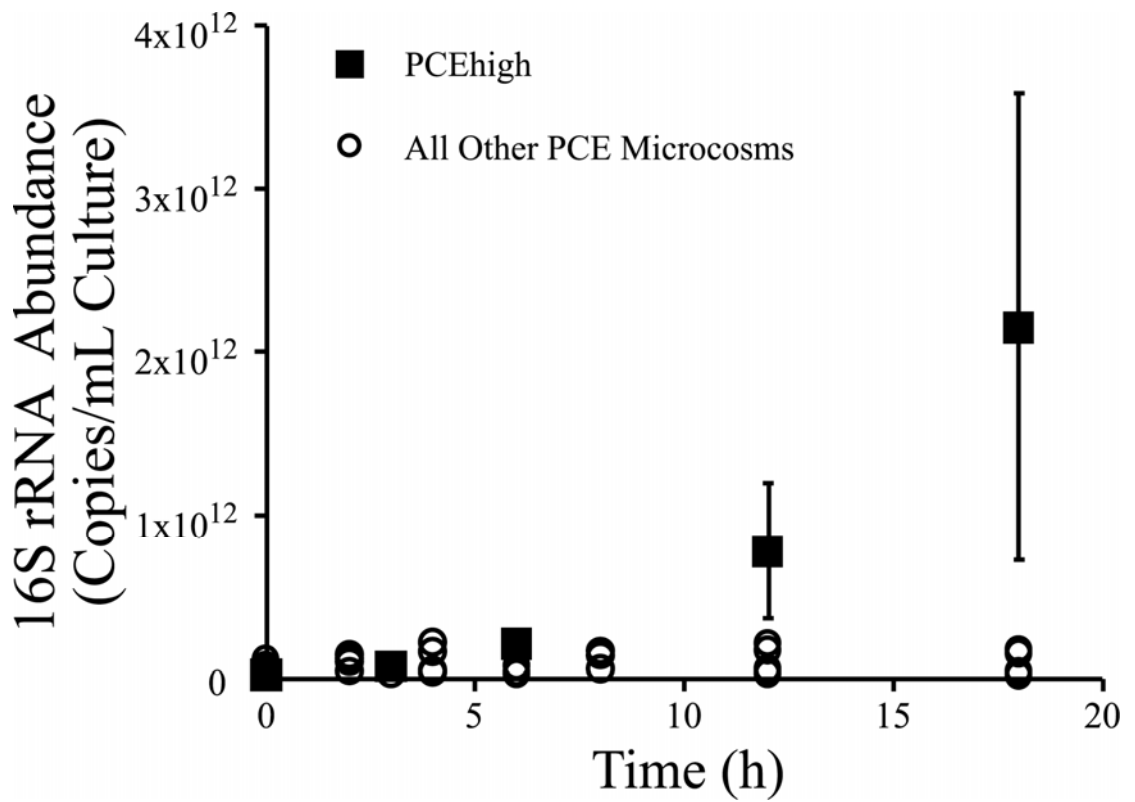 4x10¹²
3x10¹²
2x10¹²
1x10¹²
0
16S rRNA Abundance
(Copies/mL Culture)
PCEhigh
All Other PCE Microcosms
0 5 10 15 20
Time (h)